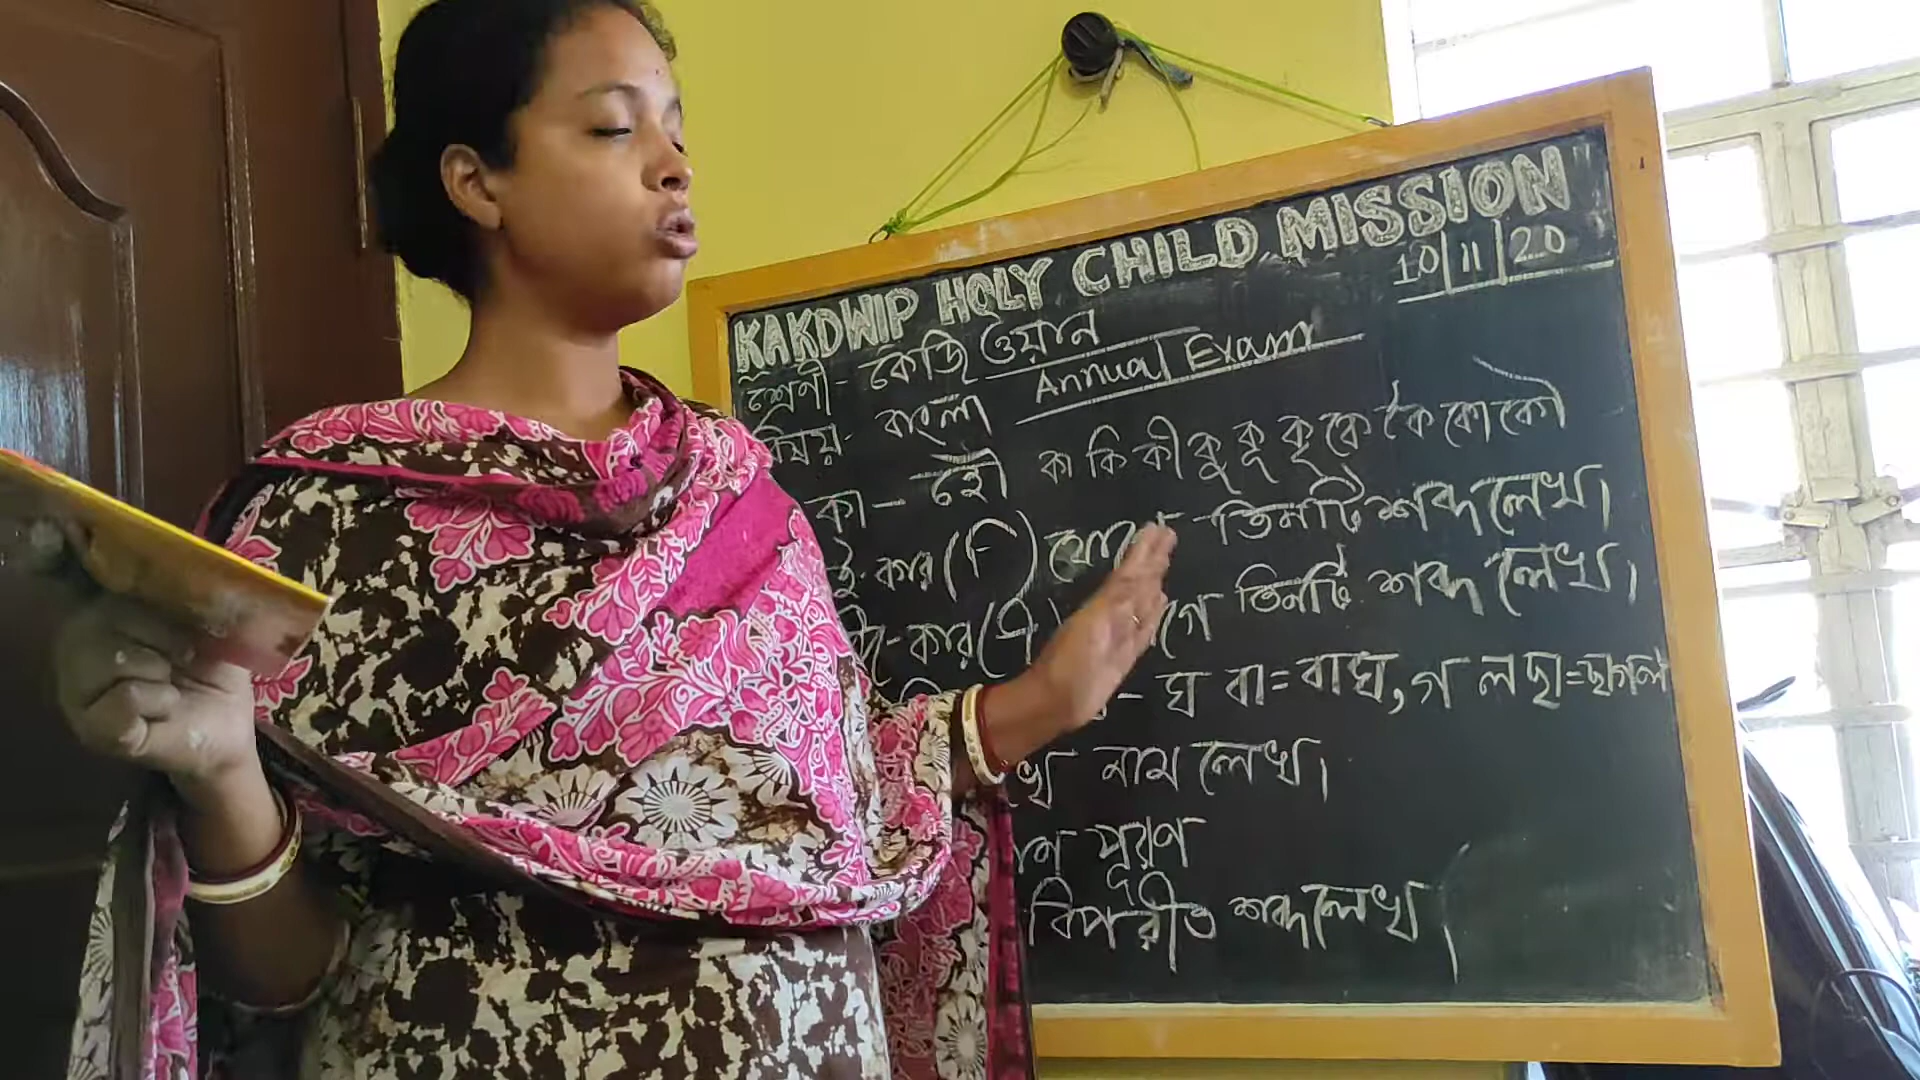 KAKDWIP HOLY CHILD MISSION
10/11/20
শ্রেণী- কেজি ওয়ান
Annual Exam
বিষয়- বাংলা
কা - হৌ কা কি কী কু কূ কৃ কে কৈ কো কৌ
কার ( ) তিনটি শব্দ লেখ।
কার ( ) তিনটি শব্দ লেখ।
- ঘ বা = বাঘ, গ ল ছা = ছাগল
নাম লেখ।
পূরণ
বিপরীত শব্দ লেখ।